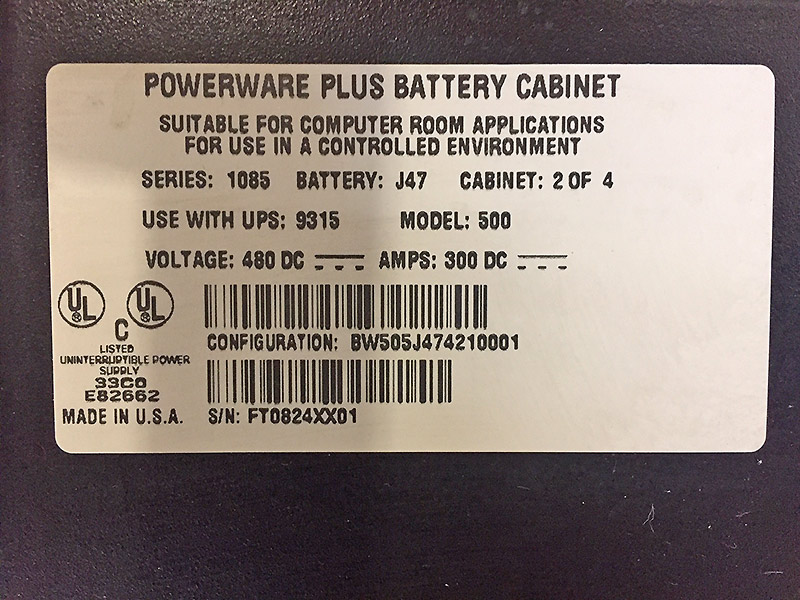 POWERWARE PLUS BATTERY CABINET
SUITABLE FOR COMPUTER ROOM APPLICATIONS
FOR USE IN A CONTROLLED ENVIRONMENT
SERIES: 1085 BATTERY: J47 CABINET: 2 OF 4
USE WITH UPS: 9315 MODEL: 500
VOLTAGE: 480 DC AMPS: 300 DC
UL UL
C
LISTED
UNINTERRUPTIBLE POWER
SUPPLY
33C0
E82662
MADE IN U.S.A.
CONFIGURATION: BW505J474210001
S/N: FT0824XX01